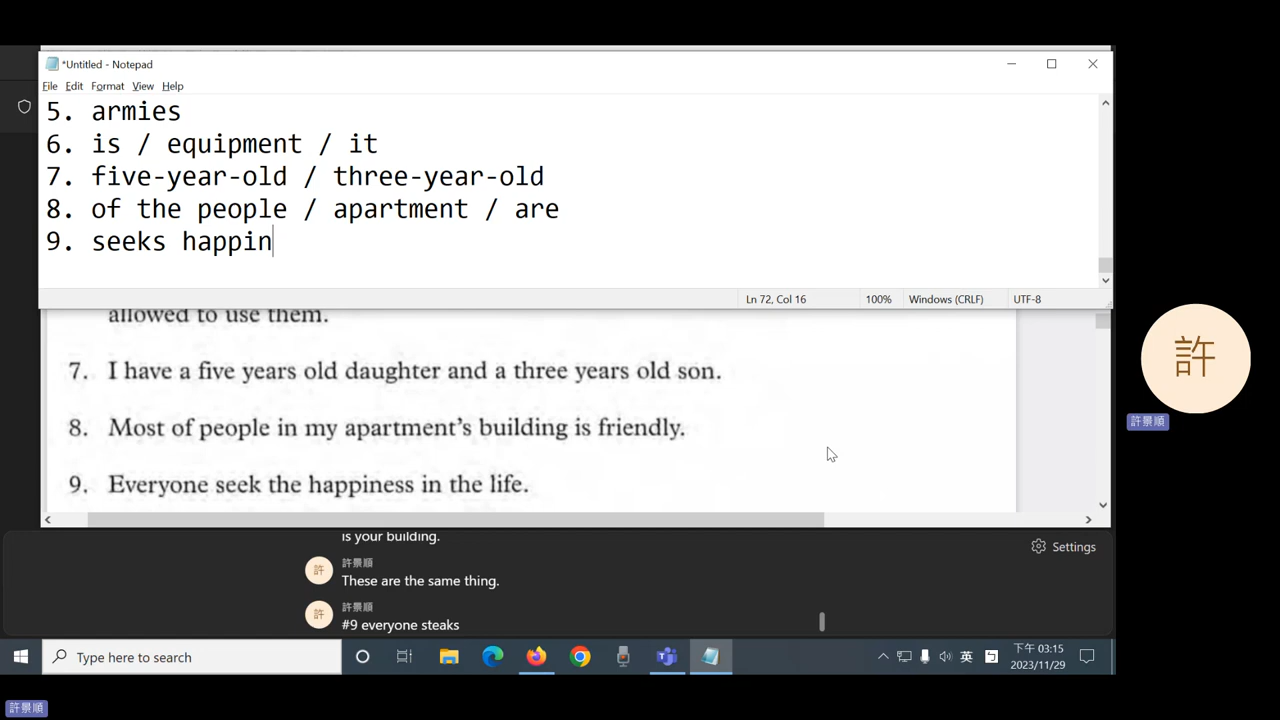 *Untitled - Notepad
File Edit Format View Help
5. armies
6. is / equipment / it
7. five-year-old / three-year-old
8. of the people / apartment / are
9. seeks happin
Ln 72, Col 16 100% Windows (CRLF) UTF-8
allowed to use them.
7. I have a five years old daughter and a three years old son.
8. Most of people in my apartment's building is friendly.
9. Everyone seek the happiness in the life.
許
許景順
is your building.
許 許景順
These are the same thing.
許 許景順
#9 everyone steaks
Settings
Type here to search
英
下午 03:15
2023/11/29
許景順